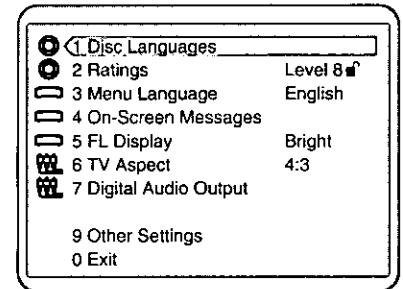 1 Disc Languages
2 Ratings Level 8
3 Menu Language English
4 On-Screen Messages
5 FL Display Bright
6 TV Aspect 4:3
7 Digital Audio Output
9 Other Settings
0 Exit